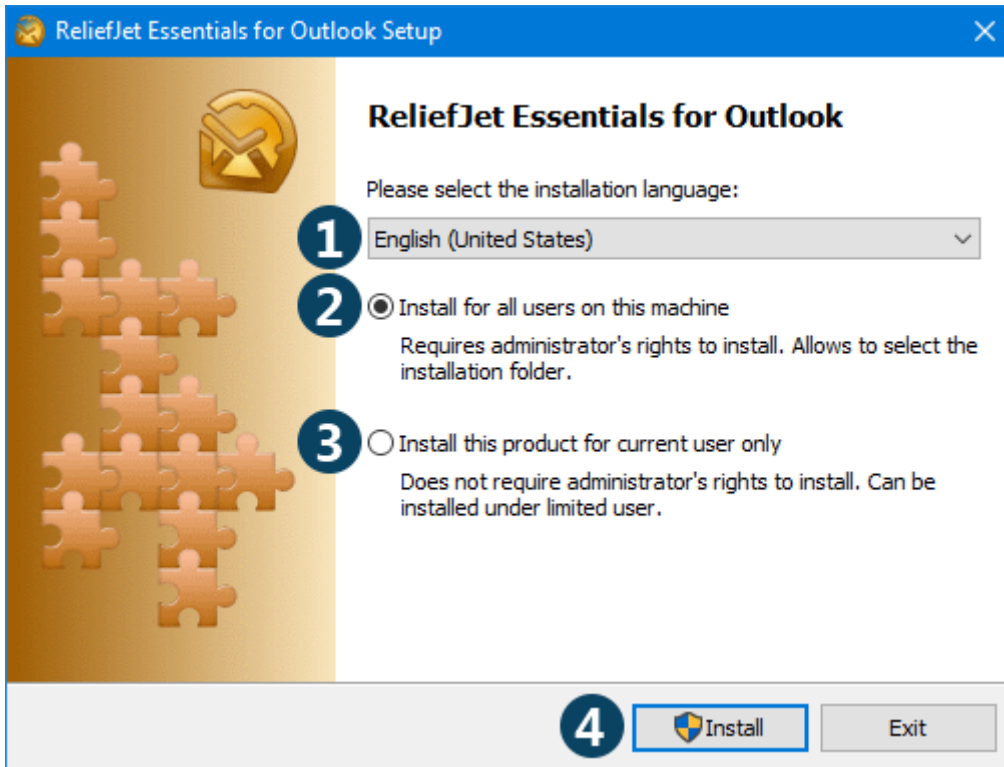 ReliefJet Essentials for Outlook Setup
ReliefJet Essentials for Outlook
Please select the installation language:
1 English (United States)
2 Install for all users on this machine
Requires administrator's rights to install. Allows to select the
installation folder.
3 Install this product for current user only
Does not require administrator's rights to install. Can be
installed under limited user.
4 Install Exit